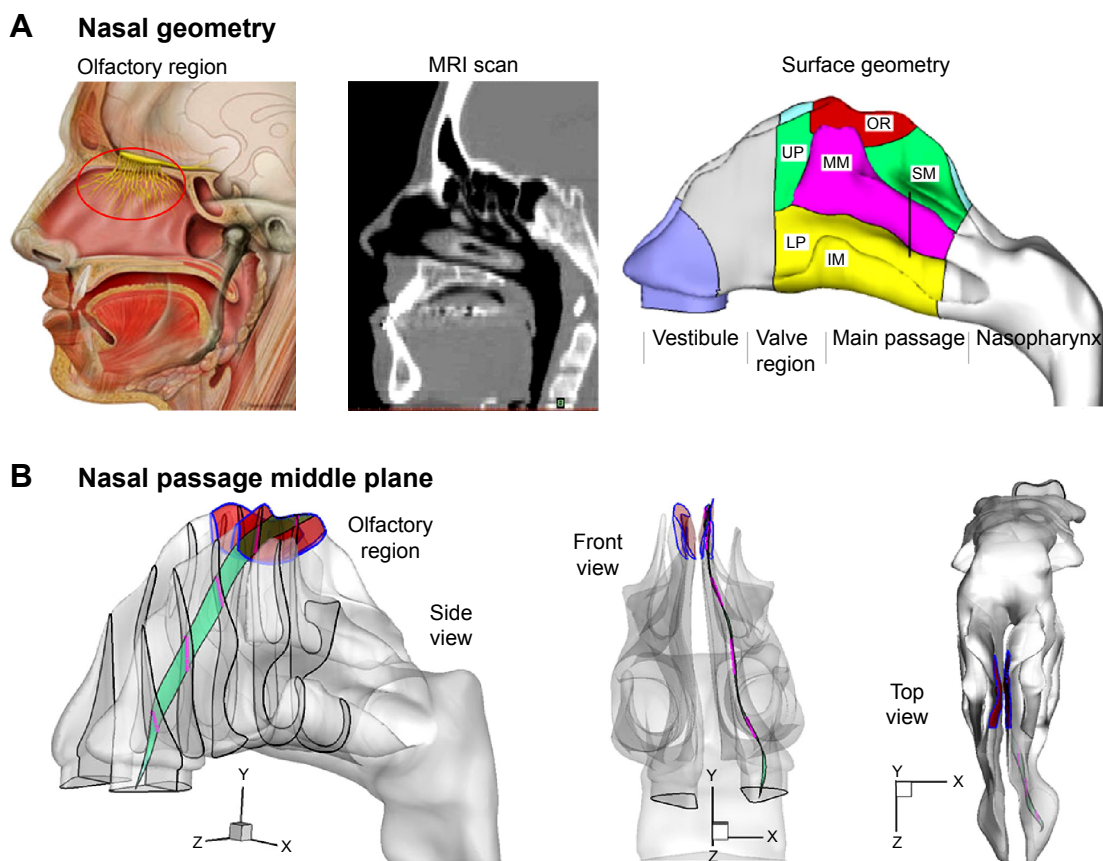 A Nasal geometry
Olfactory region
MRI scan
Surface geometry
OR
UP
MM
SM
LP
IM
Vestibule
Valve
region
Main passage
Nasopharynx
B Nasal passage middle plane
Olfactory
region
Side
view
Y
Z
X
Front
view
Y
X
Z
Top
view
Y
X
Z